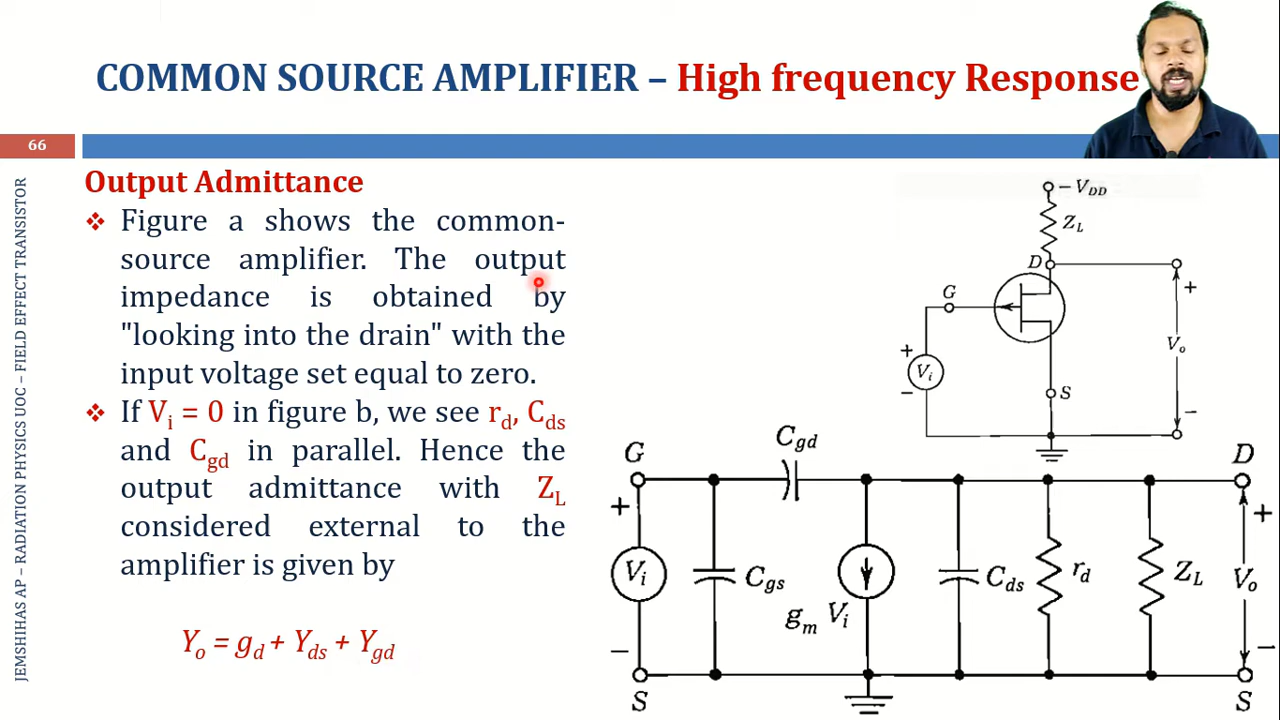 COMMON SOURCE AMPLIFIER – High frequency Response
66
JEMSHIHAS AP – RADIATION PHYSICS UOC – FIELD EFFECT TRANSISTOR
Output Admittance
❖ Figure a shows the common-
source amplifier. The output
impedance is obtained by
"looking into the drain" with the
input voltage set equal to zero.
❖ If Vi = 0 in figure b, we see rd, Cds
and Cgd in parallel. Hence the
output admittance with ZL
considered external to the
amplifier is given by
Yo = gd + Yds + Ygd
− VDD
ZL
D
G
+
+
Vi
Vo
−
S
−
Cgd
G
D
+
+
Vi
Cgs
gm Vi
Cds
rd
ZL
Vo
−
−
S
S